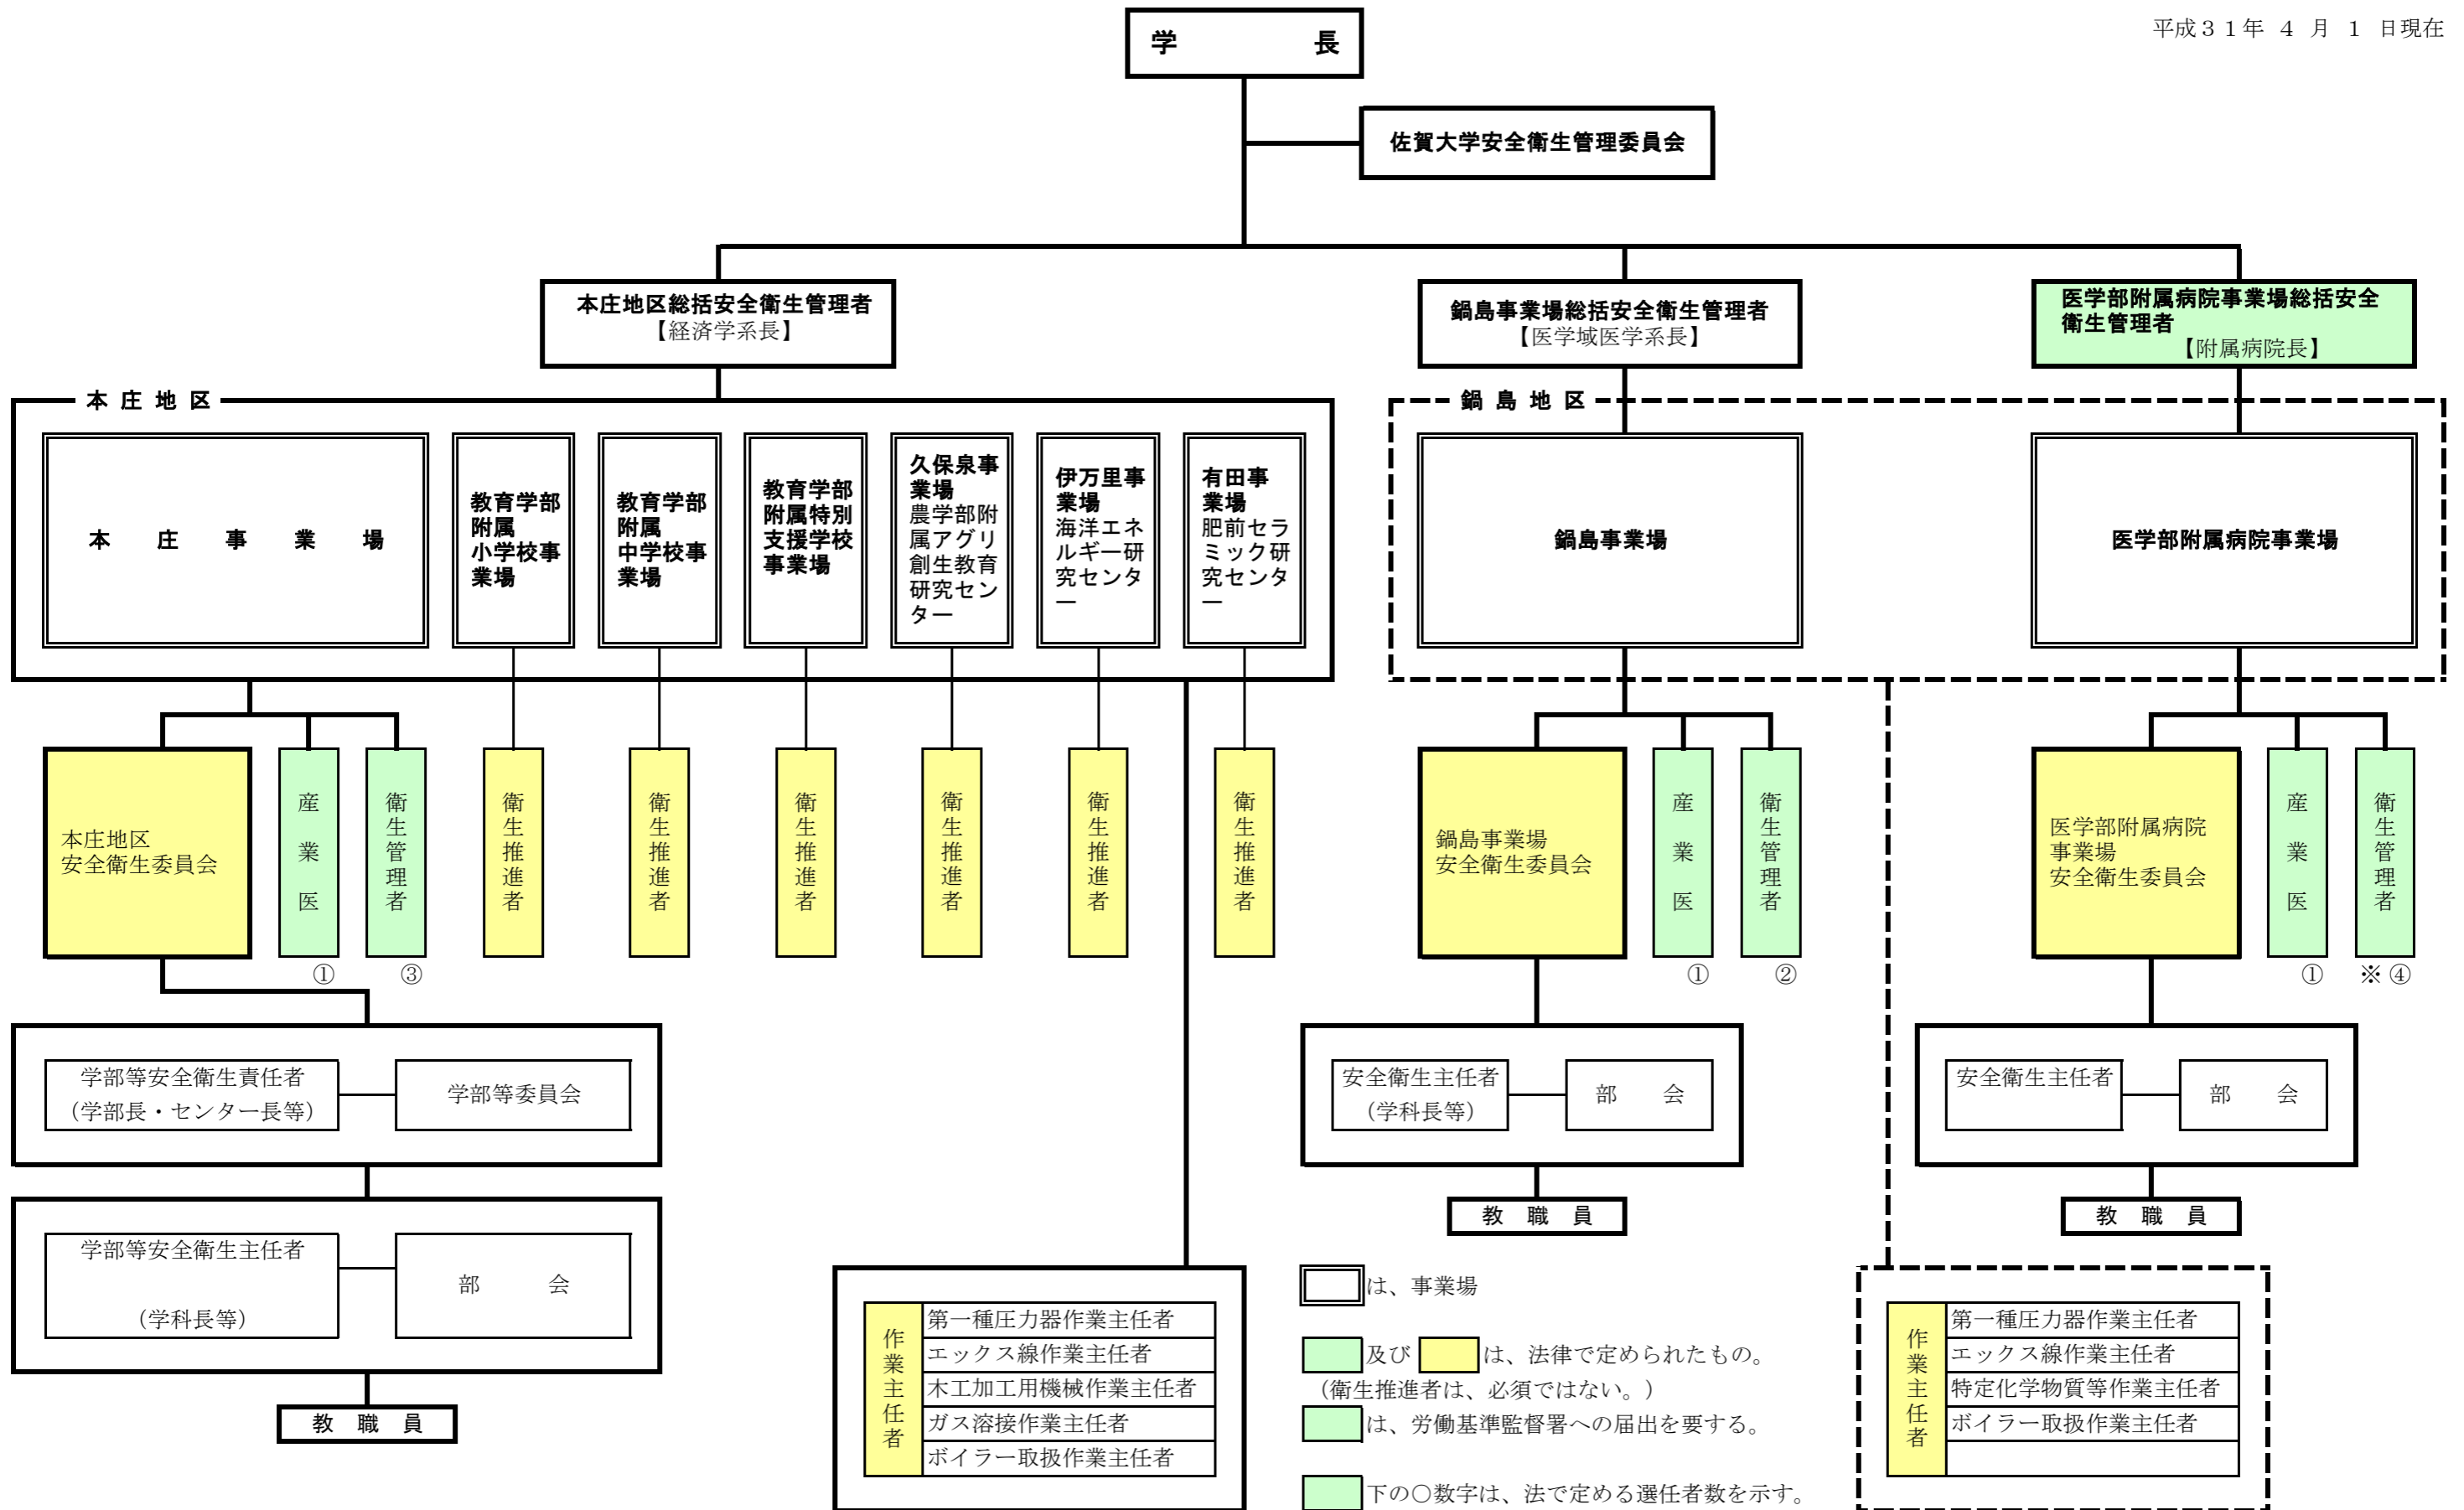 平成３１年 4 月 1 日現在
学　長
佐賀大学安全衛生管理委員会
本庄地区総括安全衛生管理者
【経済学系長】
鍋島事業場総括安全衛生管理者
【医学域医学系長】
医学部附属病院事業場総括安全
衛生管理者
【附属病院長】
本 庄 地 区
鍋 島 地 区
本 庄 事 業 場
教育学部
附属
小学校事
業場
教育学部
附属
中学校事
業場
教育学部
附属特別
支援学校
事業場
久保泉事
業場
農学部附
属アグリ
創生教育
研究セン
ター
伊万里事
業場
海洋エネ
ルギー研
究センタ
ー
有田事
業場
肥前セラ
ミック研
究センタ
ー
鍋島事業場
医学部附属病院事業場
本庄地区
安全衛生委員会
産業医
①
衛生管理者
③
衛生推進者
衛生推進者
衛生推進者
衛生推進者
衛生推進者
衛生推進者
鍋島事業場
安全衛生委員会
産業医
①
衛生管理者
②
医学部附属病院
事業場
安全衛生委員会
産業医
①
衛生管理者
※④
学部等安全衛生責任者
（学部長・センター長等）
学部等委員会
安全衛生主任者
（学科長等）
部　会
安全衛生主任者
部　会
教 職 員
教 職 員
学部等安全衛生主任者
（学科長等）
部　会
教 職 員
作業主任者
第一種圧力器作業主任者
エックス線作業主任者
木工加工用機械作業主任者
ガス溶接作業主任者
ボイラー取扱作業主任者
は、事業場
及び は、法律で定められたもの。
（衛生推進者は、必須ではない。）
は、労働基準監督署への届出を要する。
下の○数字は、法で定める選任者数を示す。
作業主任者
第一種圧力器作業主任者
エックス線作業主任者
特定化学物質等作業主任者
ボイラー取扱作業主任者